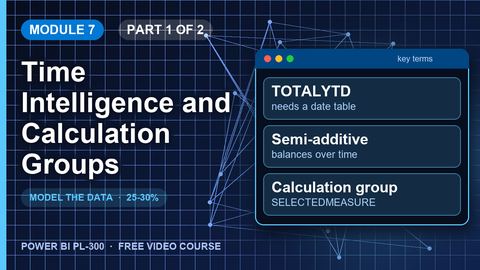 MODULE 7
PART 1 OF 2
Time
Intelligence and
Calculation
Groups
MODEL THE DATA · 25-30%
POWER BI PL-300 · FREE VIDEO COURSE
key terms
TOTALYTD
needs a date table
Semi-additive
balances over time
Calculation group
SELECTEDMEASURE